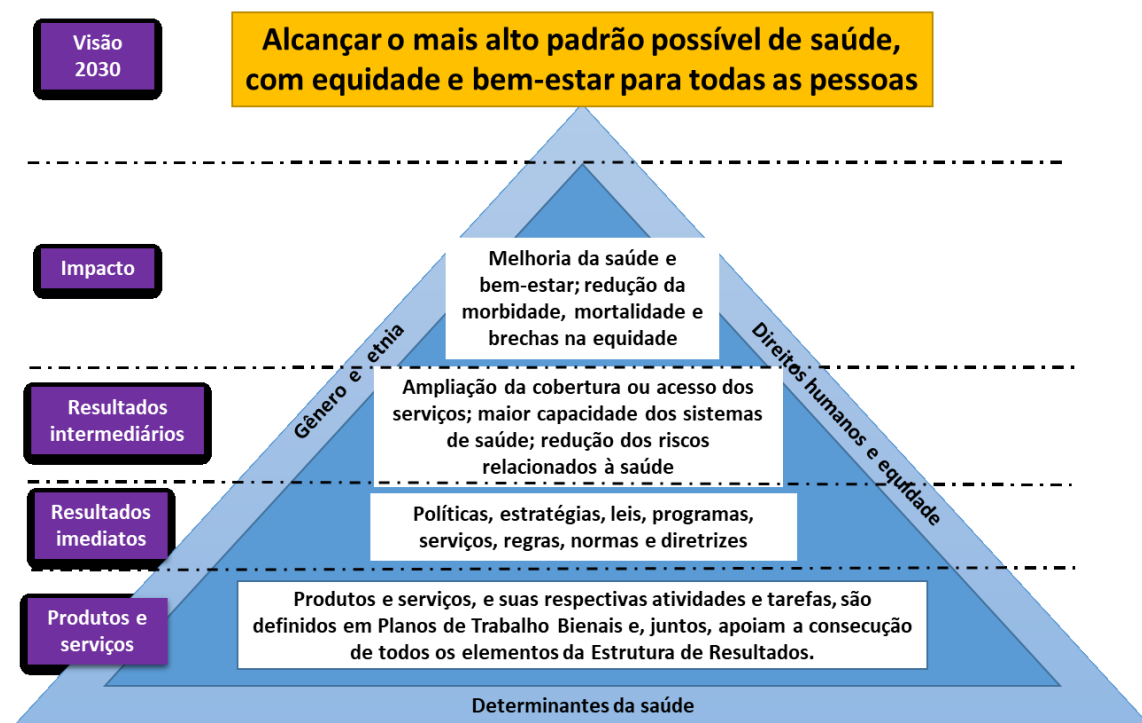 Visão
2030
Alcançar o mais alto padrão possível de saúde,
com equidade e bem-estar para todas as pessoas
Impacto
Melhoria da saúde e
bem-estar; redução da
morbidade, mortalidade e
brechas na equidade
Gênero e etnia
Direitos humanos e equidade
Resultados
intermediários
Ampliação da cobertura ou acesso dos
serviços; maior capacidade dos sistemas
de saúde; redução dos riscos
relacionados à saúde
Resultados
imediatos
Políticas, estratégias, leis, programas,
serviços, regras, normas e diretrizes
Produtos e
serviços
Produtos e serviços, e suas respectivas atividades e tarefas, são
definidos em Planos de Trabalho Bienais e, juntos, apoiam a consecução
de todos os elementos da Estrutura de Resultados.
Determinantes da saúde